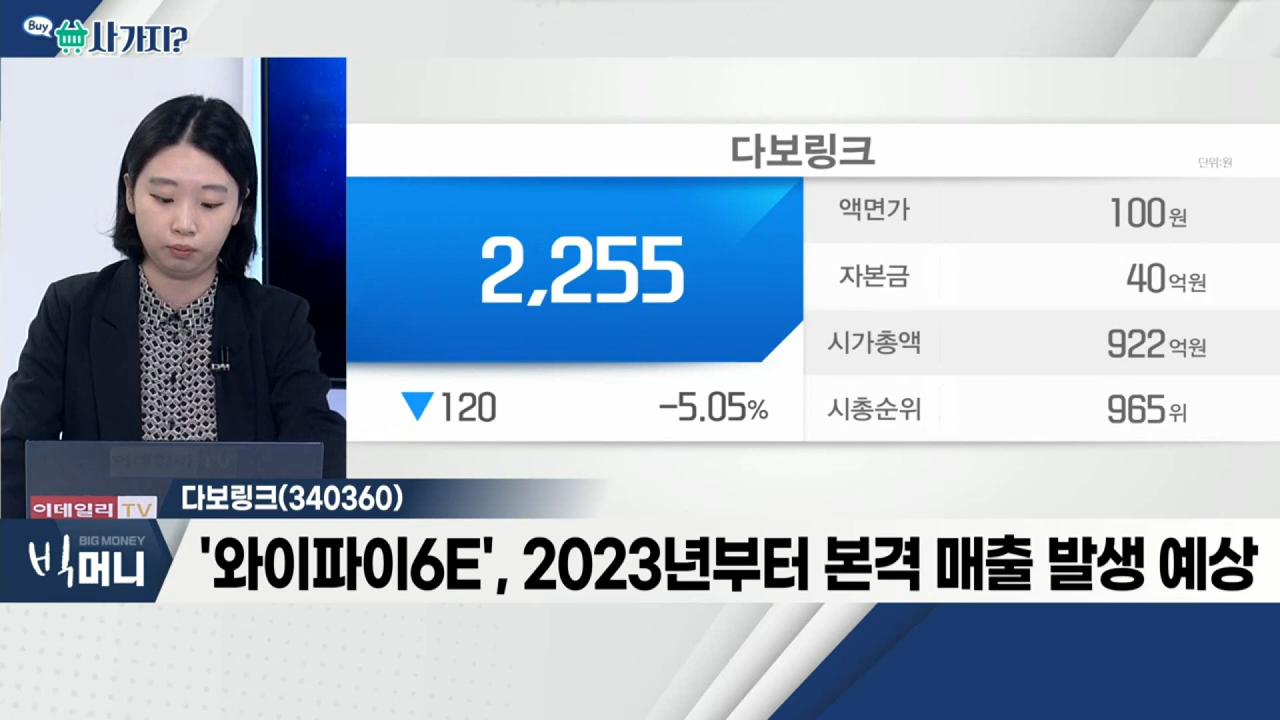 Buy
사가지?
다보링크
단위:원
2,255
▼120 -5.05%
액면가 100원
자본금 40억원
시가총액 922억원
시총순위 965위
이데일리 TV
다보링크(340360)
BIG MONEY
빅머니
'와이파이6E', 2023년부터 본격 매출 발생 예상